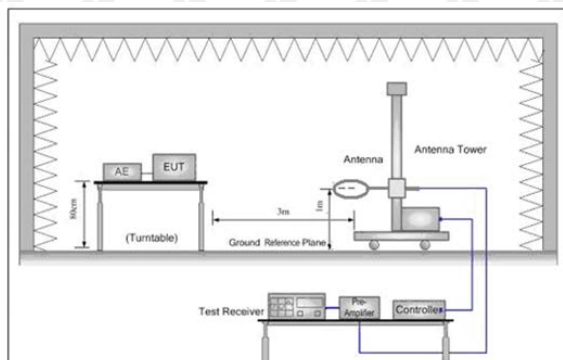 Antenna
Antenna Tower
AE
EUT
80cm
(Turntable)
3m
1m
Ground Reference Plane
Test Receiver
Pre-
Amplifier
Controller